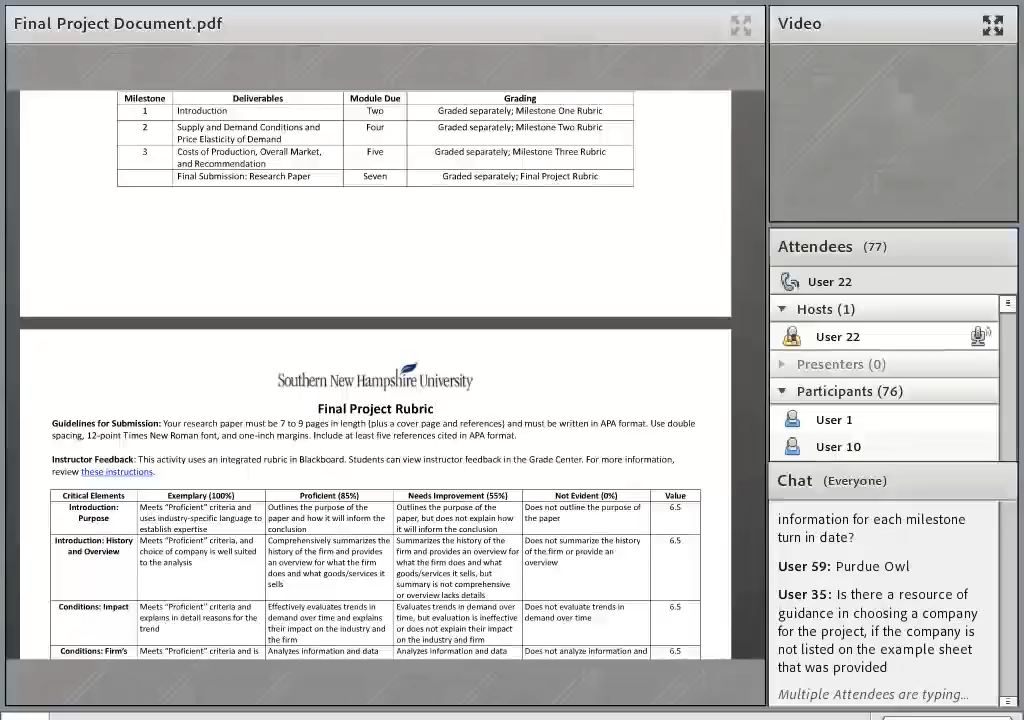 Final Project Document.pdf
Milestone Deliverables Module Due Grading
1 Introduction Two Graded separately; Milestone One Rubric
2 Supply and Demand Conditions and Price Elasticity of Demand Four Graded separately; Milestone Two Rubric
3 Costs of Production, Overall Market, and Recommendation Five Graded separately; Milestone Three Rubric
Final Submission: Research Paper Seven Graded separately; Final Project Rubric
Southern New Hampshire University
Final Project Rubric
Guidelines for Submission: Your research paper must be 7 to 9 pages in length (plus a cover page and references) and must be written in APA format. Use double
spacing, 12-point Times New Roman font, and one-inch margins. Include at least five references cited in APA format.
Instructor Feedback: This activity uses an integrated rubric in Blackboard. Students can view instructor feedback in the Grade Center. For more information,
review these instructions.
Critical Elements Exemplary (100%) Proficient (85%) Needs Improvement (55%) Not Evident (0%) Value
Introduction: Purpose
Meets “Proficient” criteria and
uses industry-specific language to
establish expertise
Outlines the purpose of the
paper and how it will inform the
conclusion
Outlines the purpose of the
paper, but does not explain how
it will inform the conclusion
Does not outline the purpose of
the paper
6.5
Introduction: History
and Overview
Meets “Proficient” criteria, and
choice of company is well suited
to the analysis
Comprehensively summarizes the
history of the firm and provides
an overview for what the firm
does and what goods/services it
sells
Summarizes the history of the
firm and provides an overview for
what the firm does and what
goods/services it sells, but
summary is not comprehensive
or overview lacks details
Does not summarize the history
of the firm or provide an
overview
6.5
Conditions: Impact
Meets “Proficient” criteria and
explains in detail reasons for the
trend
Effectively evaluates trends in
demand over time and explains
their impact on the industry and
the firm
Evaluates trends in demand over
time, but evaluation is ineffective
or does not explain their impact
on the industry and firm
Does not evaluate trends in
demand over time
6.5
Conditions: Firm’s
Meets “Proficient” criteria and is
Analyzes information and data
Analyzes information and data
Does not analyze information and
6.5
Video
Attendees (77)
User 22
Hosts (1)
User 22
Presenters (0)
Participants (76)
User 1
User 10
Chat (Everyone)
information for each milestone
turn in date?
User 59: Purdue Owl
User 35: Is there a resource of
guidance in choosing a company
for the project, if the company is
not listed on the example sheet
that was provided
Multiple Attendees are typing...